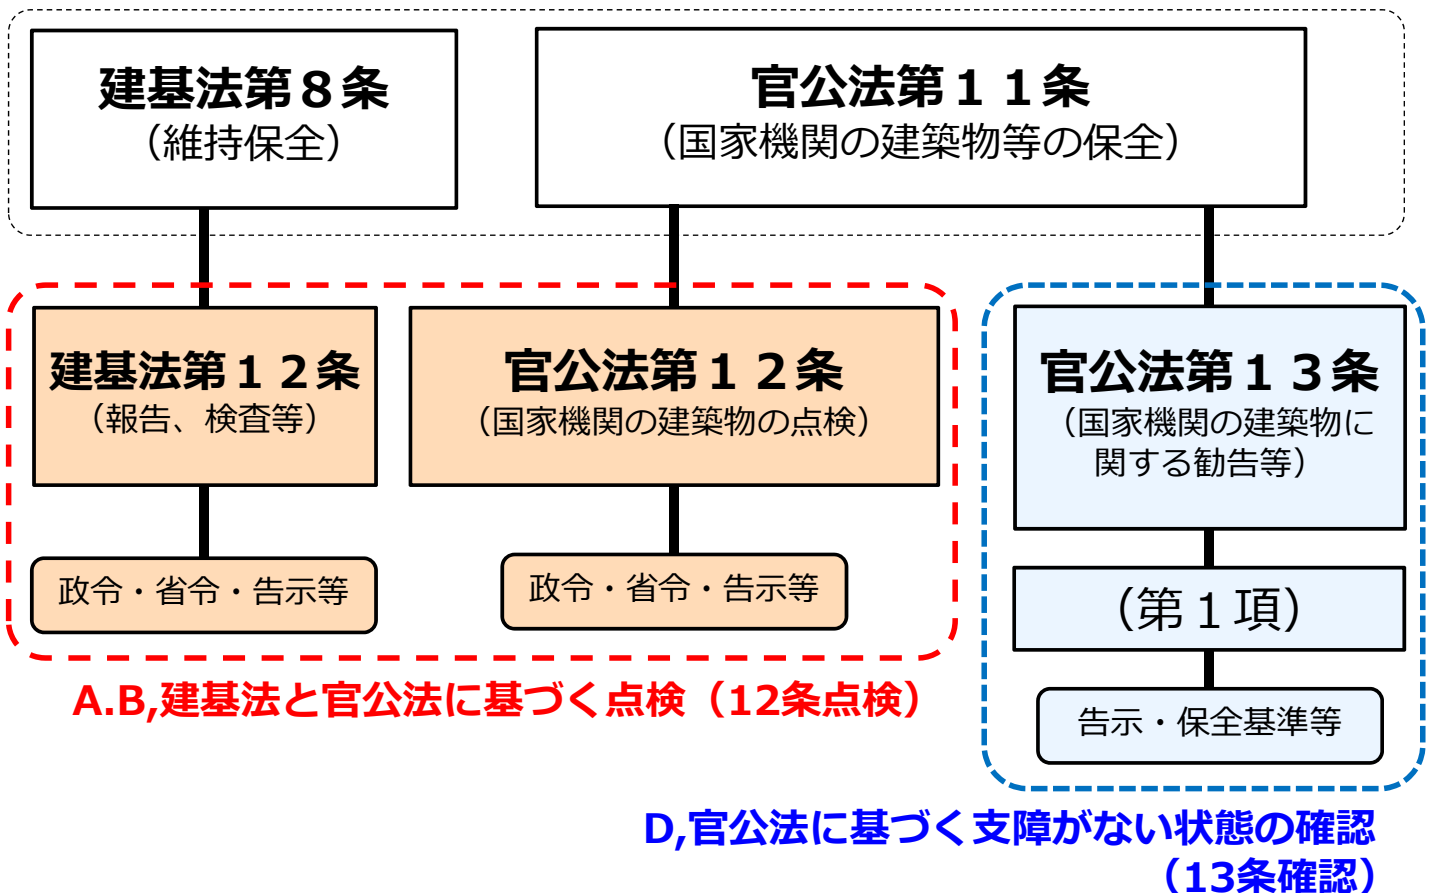 建基法第８条
（維持保全）
官公法第１１条
（国家機関の建築物等の保全）
建基法第１２条
（報告、検査等）
官公法第１２条
（国家機関の建築物の点検）
官公法第１３条
（国家機関の建築物に
関する勧告等）
政令・省令・告示等
政令・省令・告示等
（第１項）
告示・保全基準等
A.B,建基法と官公法に基づく点検（12条点検）
D,官公法に基づく支障がない状態の確認
（13条確認）